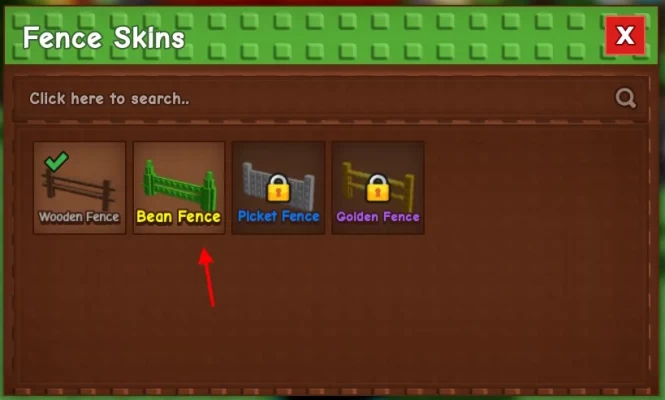 Fence Skins
X
Click here to search..
Wooden Fence
Bean Fence
Picket Fence
Golden Fence